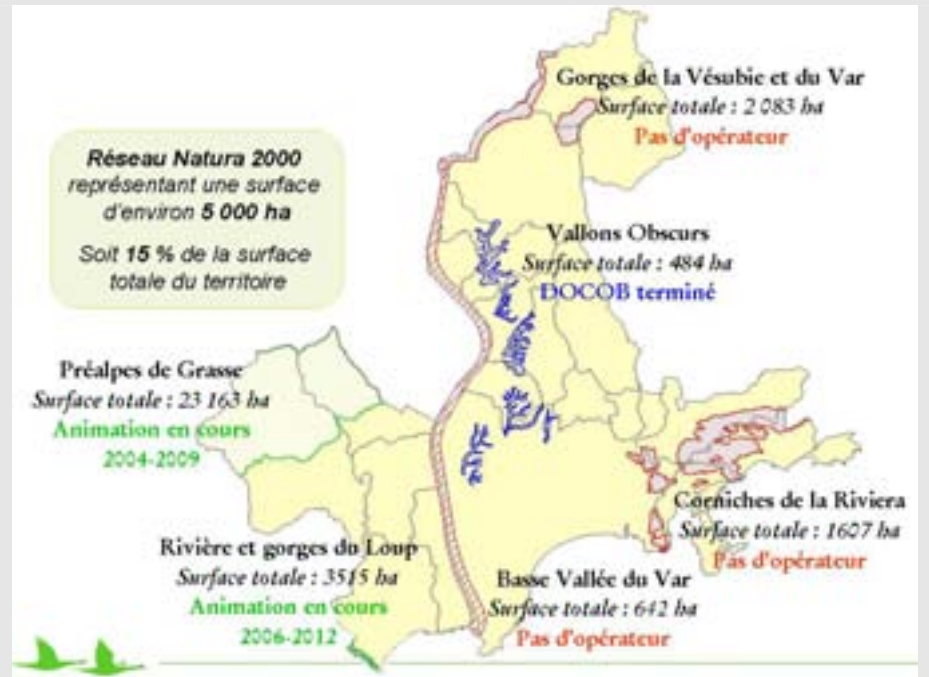 Gorges de la Vésubie et du Var
Surface totale : 2 083 ha
Pas d'opérateur
Réseau Natura 2000
représentant une surface
d'environ 5 000 ha
Soit 15 % de la surface
totale du territoire
Vallons Obscurs
Surface totale : 484 ha
DOCOB terminé
Préalpes de Grasse
Surface totale : 23 163 ha
Animation en cours
2004-2009
Corniches de la Riviera
Surface totale : 1607 ha
Pas d'opérateur
Rivière et gorges du Loup
Surface totale : 3515 ha
Animation en cours
2006-2012
Basse Vallée du Var
Surface totale : 642 ha
Pas d'opérateur